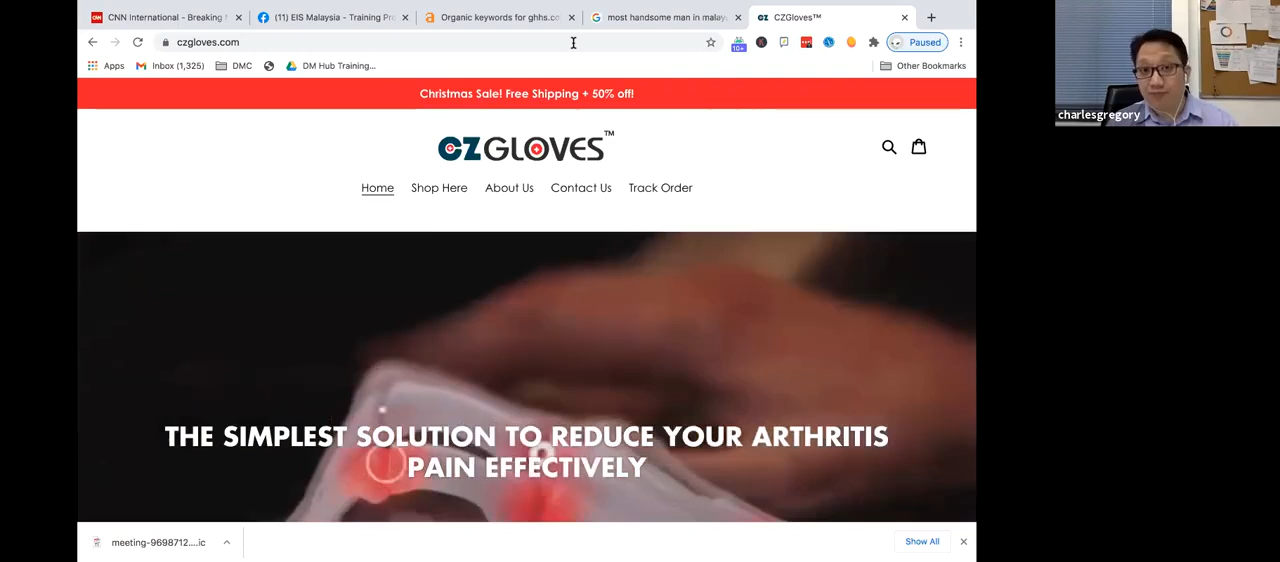 CNN CNN International - Breaking N
(11) EIS Malaysia - Training Pro
Organic keywords for ghhs.co
most handsome man in malay
CZGloves™
czgloves.com
10+
Paused
Apps
Inbox (1,325)
DMC
DM Hub Training...
Other Bookmarks
Christmas Sale! Free Shipping + 50% off!
CZGLOVES™
Home
Shop Here
About Us
Contact Us
Track Order
THE SIMPLEST SOLUTION TO REDUCE YOUR ARTHRITIS
PAIN EFFECTIVELY
meeting-9698712....ic
Show All
charlesgregory